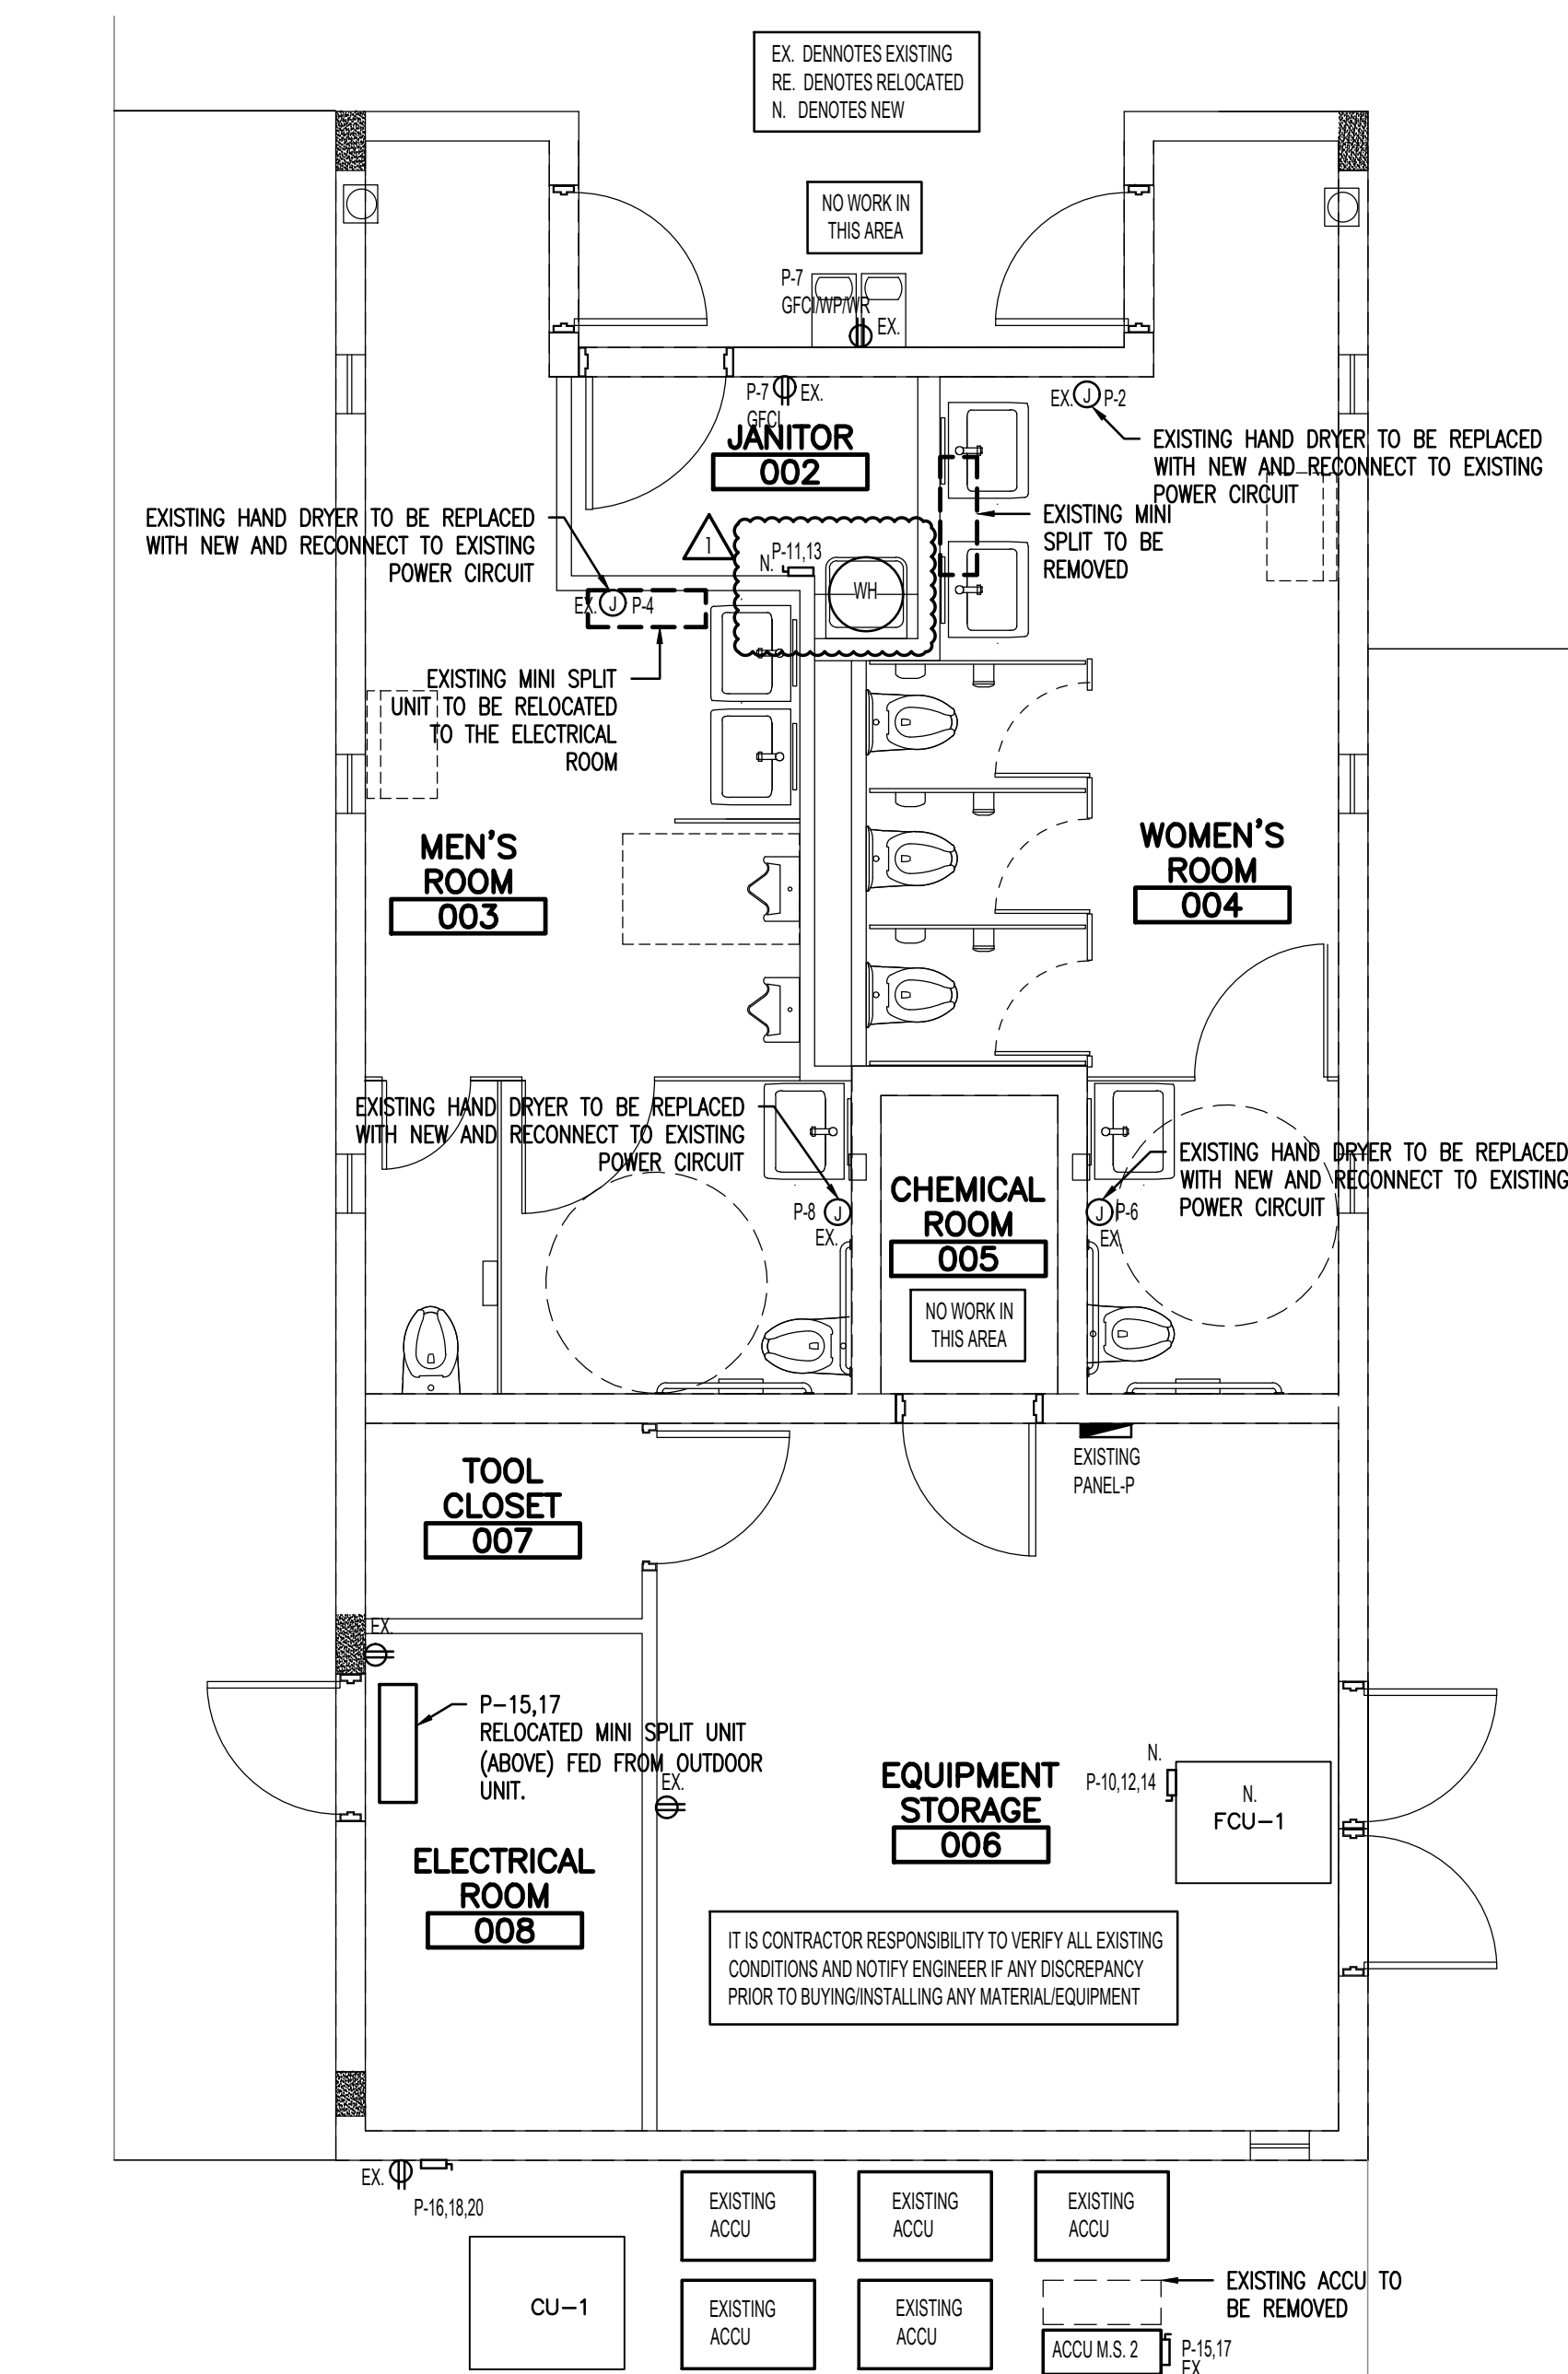 EX. DENNOTES EXISTING
RE. DENOTES RELOCATED
N. DENOTES NEW
NO WORK IN
THIS AREA
P-7
GFCI/WP/WR
EX.
P-7
EX.
GFCI
JANITOR
002
EX.
J
P-2
EXISTING HAND DRYER TO BE REPLACED
WITH NEW AND RECONNECT TO EXISTING
POWER CIRCUIT
EXISTING HAND DRYER TO BE REPLACED
WITH NEW AND RECONNECT TO EXISTING
POWER CIRCUIT
1
N.
P-11,13
WH
EXISTING MINI
SPLIT TO BE
REMOVED
EX.
J
P-4
EXISTING MINI SPLIT
UNIT TO BE RELOCATED
TO THE ELECTRICAL
ROOM
MEN'S
ROOM
003
WOMEN'S
ROOM
004
EXISTING HAND DRYER TO BE REPLACED
WITH NEW AND RECONNECT TO EXISTING
POWER CIRCUIT
P-8
J
EX.
CHEMICAL
ROOM
005
NO WORK IN
THIS AREA
EXISTING HAND DRYER TO BE REPLACED
WITH NEW AND RECONNECT TO EXISTING
POWER CIRCUIT
J
P-6
EX.
EXISTING
PANEL-P
TOOL
CLOSET
007
EX.
P-15,17
RELOCATED MINI SPLIT UNIT
(ABOVE) FED FROM OUTDOOR
UNIT.
EX.
ELECTRICAL
ROOM
008
EQUIPMENT
STORAGE
006
N.
P-10,12,14
N.
FCU-1
IT IS CONTRACTOR RESPONSIBILITY TO VERIFY ALL EXISTING
CONDITIONS AND NOTIFY ENGINEER IF ANY DISCREPANCY
PRIOR TO BUYING/INSTALLING ANY MATERIAL/EQUIPMENT
EX.
P-16,18,20
EXISTING
ACCU
EXISTING
ACCU
EXISTING
ACCU
CU-1
EXISTING
ACCU
EXISTING
ACCU
EXISTING ACCU TO
BE REMOVED
ACCU M.S. 2
P-15,17
EX.